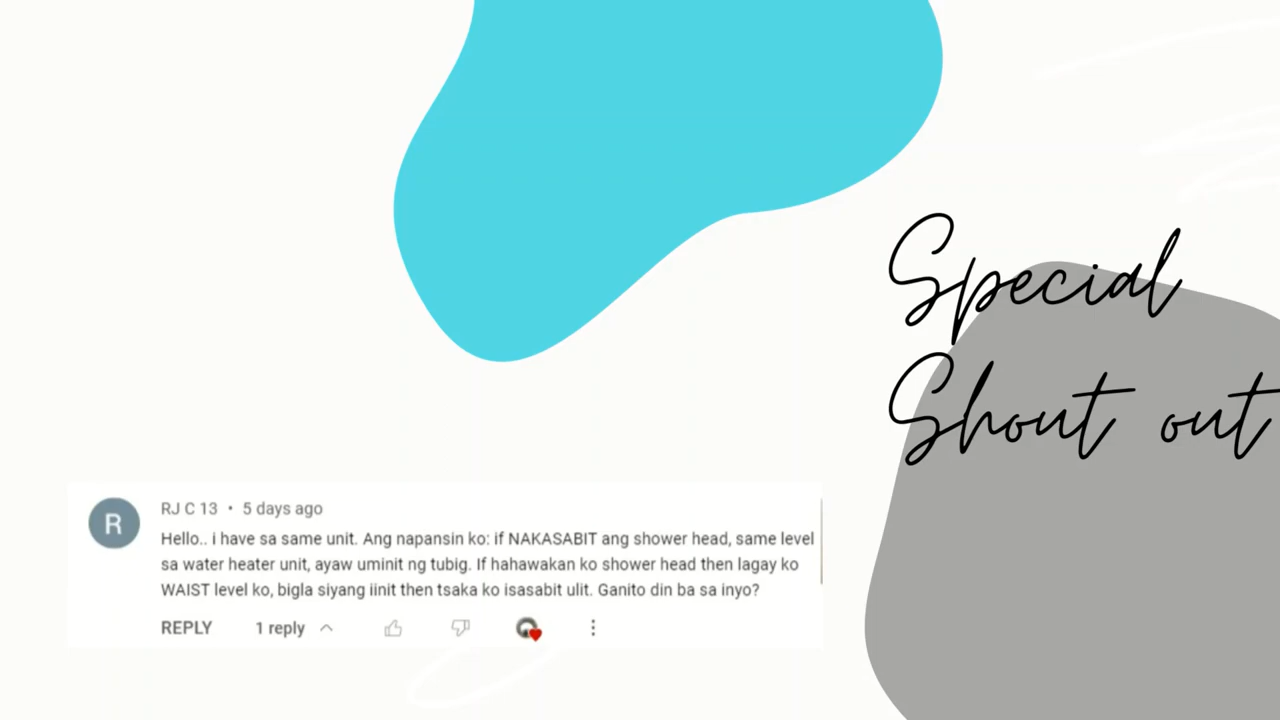 Special
Shout out
R
RJ C 13 • 5 days ago
Hello.. i have sa same unit. Ang napansin ko: if NAKASABIT ang shower head, same level
sa water heater unit, ayaw uminit ng tubig. If hahawakan ko shower head then lagay ko
WAIST level ko, bigla siyang iinit then tsaka ko isasabit ulit. Ganito din ba sa inyo?
REPLY 1 reply